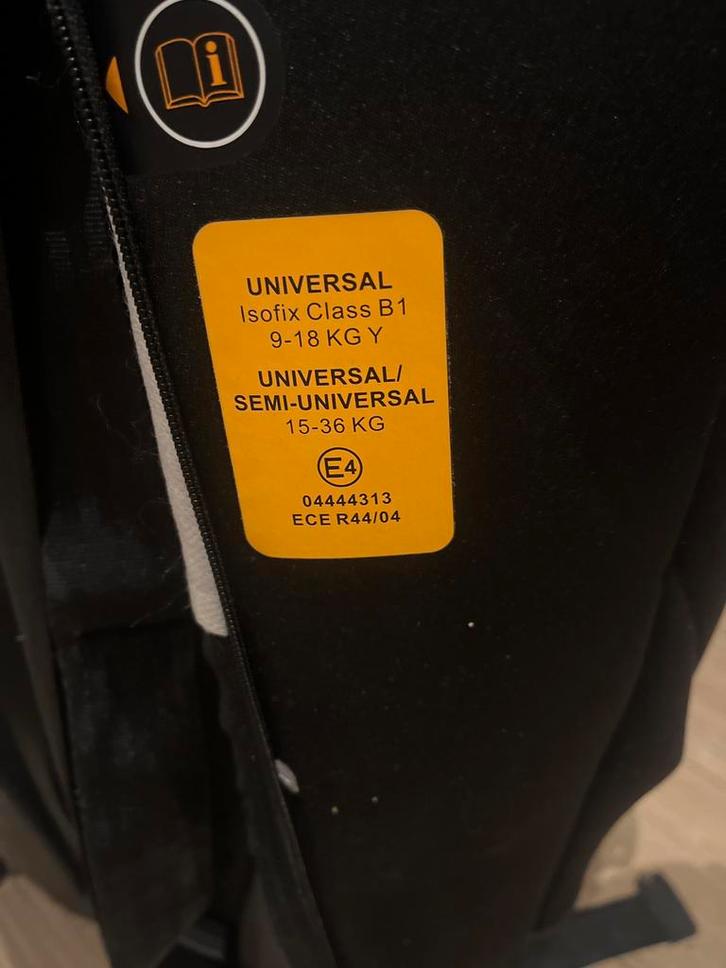 i
UNIVERSAL
Isofix Class B1
9-18 KG Y
UNIVERSAL/
SEMI-UNIVERSAL
15-36 KG
E4
04444313
ECE R44/04